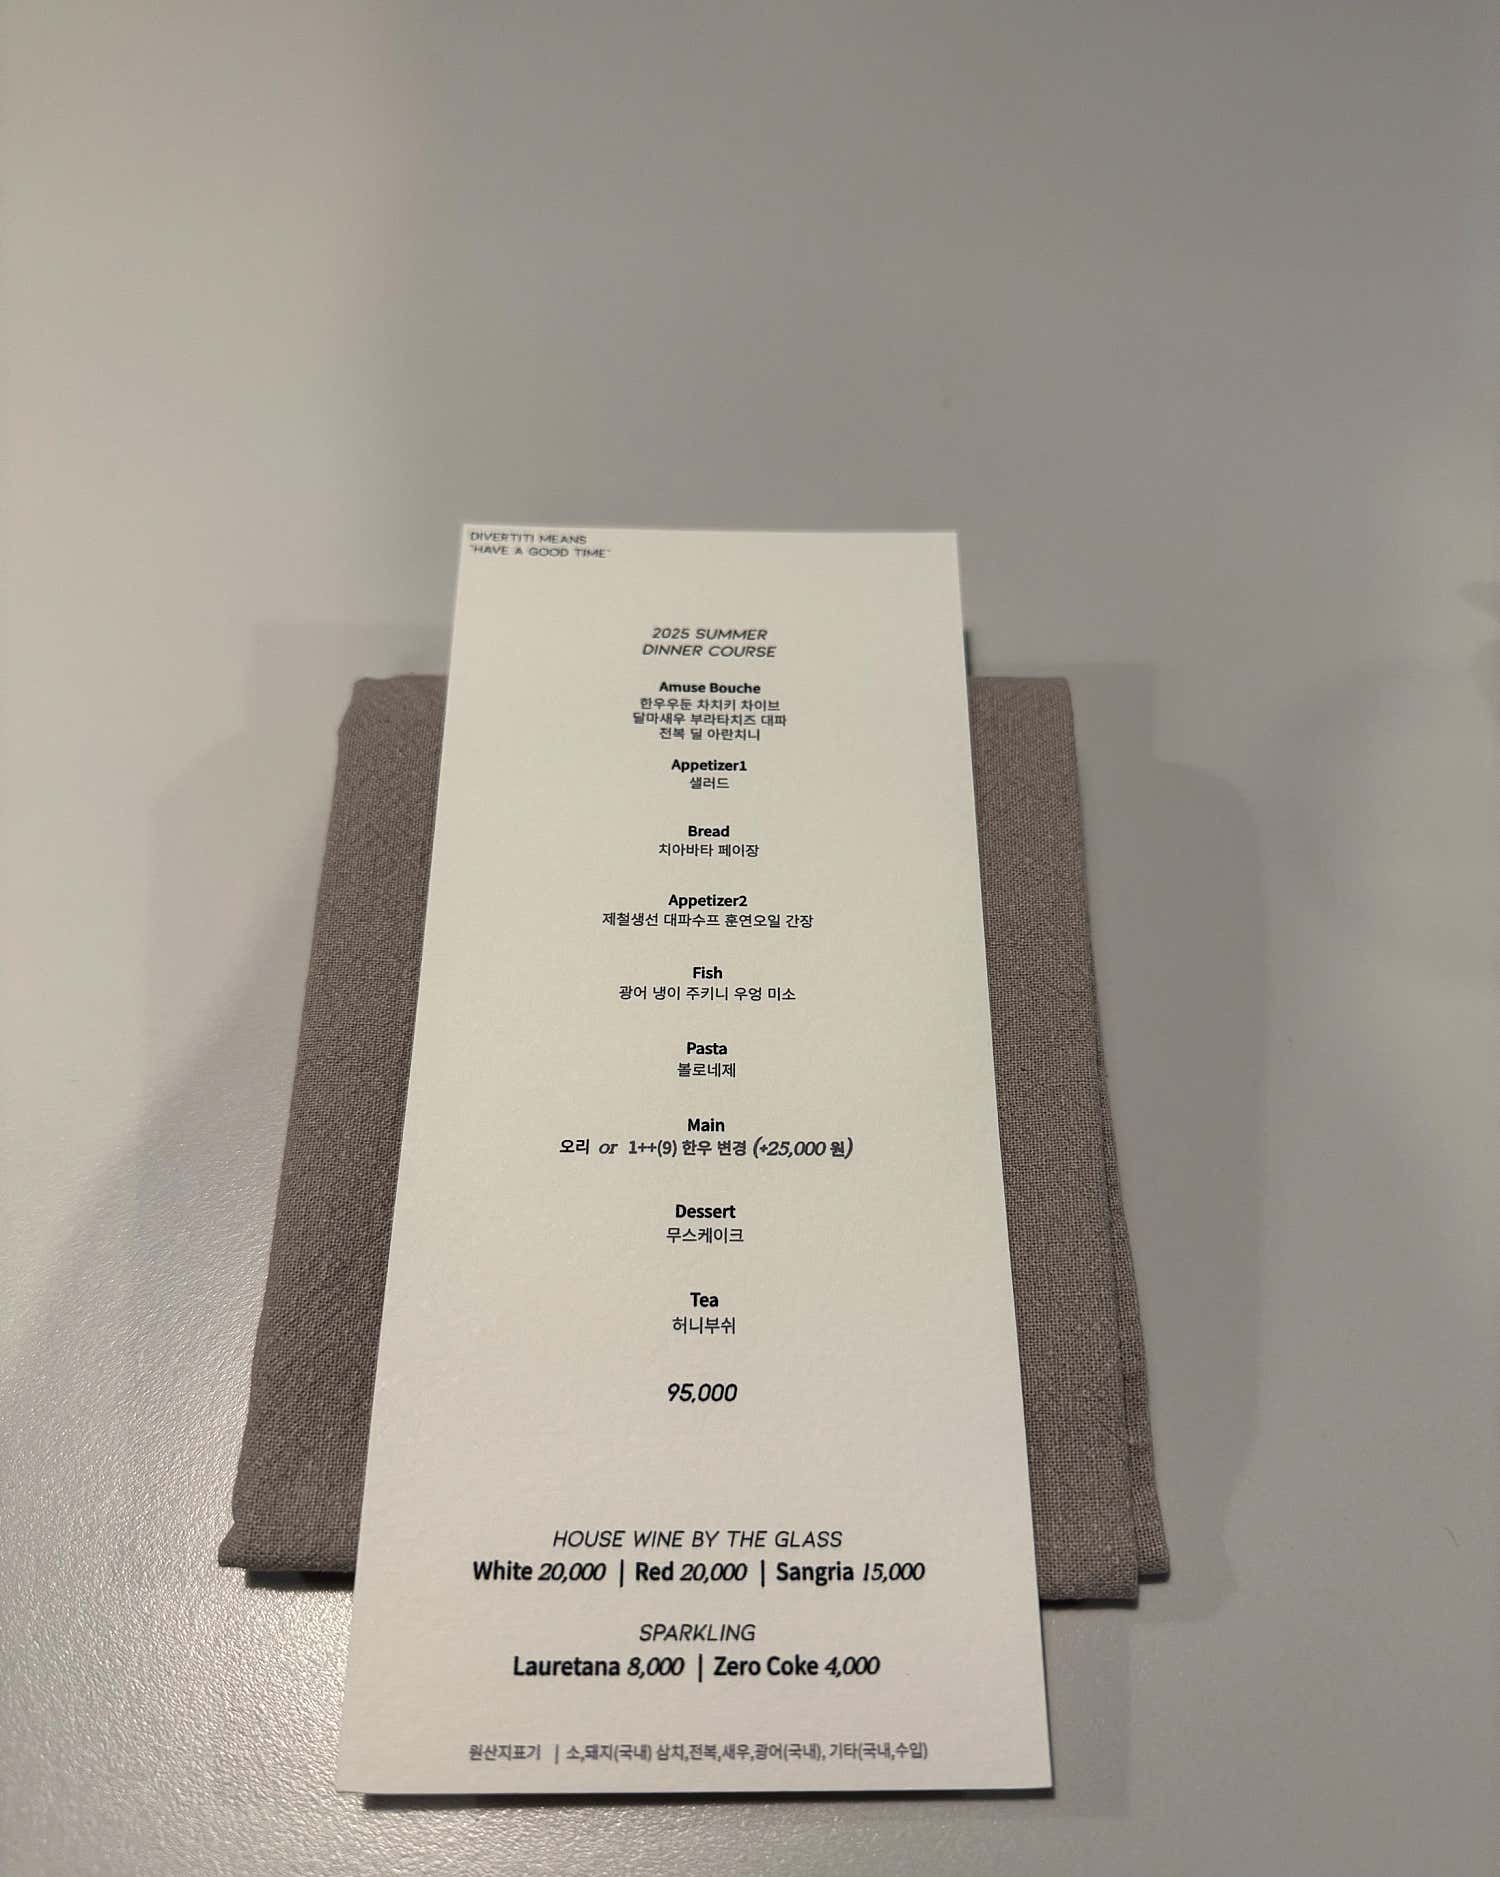 DIVERTITI MEANS
"HAVE A GOOD TIME"
2025 SUMMER
DINNER COURSE
Amuse Bouche
한우우둔 차치키 차이브
달마새우 부라타치즈 대파
전복 딜 아란치니
Appetizer1
샐러드
Bread
치아바타 페이장
Appetizer2
제철생선 대파수프 훈연오일 간장
Fish
광어 냉이 주키니 우엉 미소
Pasta
볼로네제
Main
오리 or 1++(9) 한우 변경 (+25,000 원)
Dessert
무스케이크
Tea
허니부쉬
95,000
HOUSE WINE BY THE GLASS
White 20,000 | Red 20,000 | Sangria 15,000
SPARKLING
Lauretana 8,000 | Zero Coke 4,000
원산지표기 | 소,돼지(국내) 삼치,전복,새우,광어(국내), 기타(국내,수입)